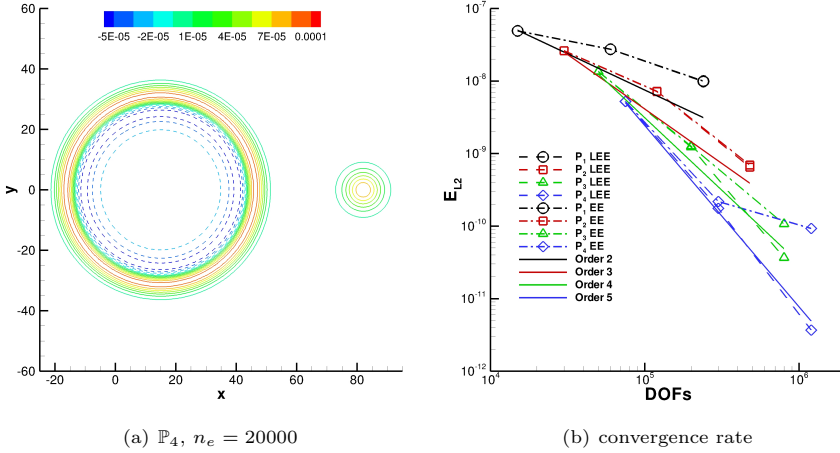 -5E-05 -2E-05 1E-05 4E-05 7E-05 0.0001
60
40
20
0
-20
-40
-60
y
-20 0 20 40 60 80
x
(a) ℙ₄, nₑ = 20000
10⁻⁷
10⁻⁸
10⁻⁹
10⁻¹⁰
10⁻¹¹
10⁻¹²
E_L2
P₁ LEE
P₂ LEE
P₃ LEE
P₄ LEE
P₁ EE
P₂ EE
P₃ EE
P₄ EE
Order 2
Order 3
Order 4
Order 5
10⁴ 10⁵ 10⁶
DOFs
(b) convergence rate